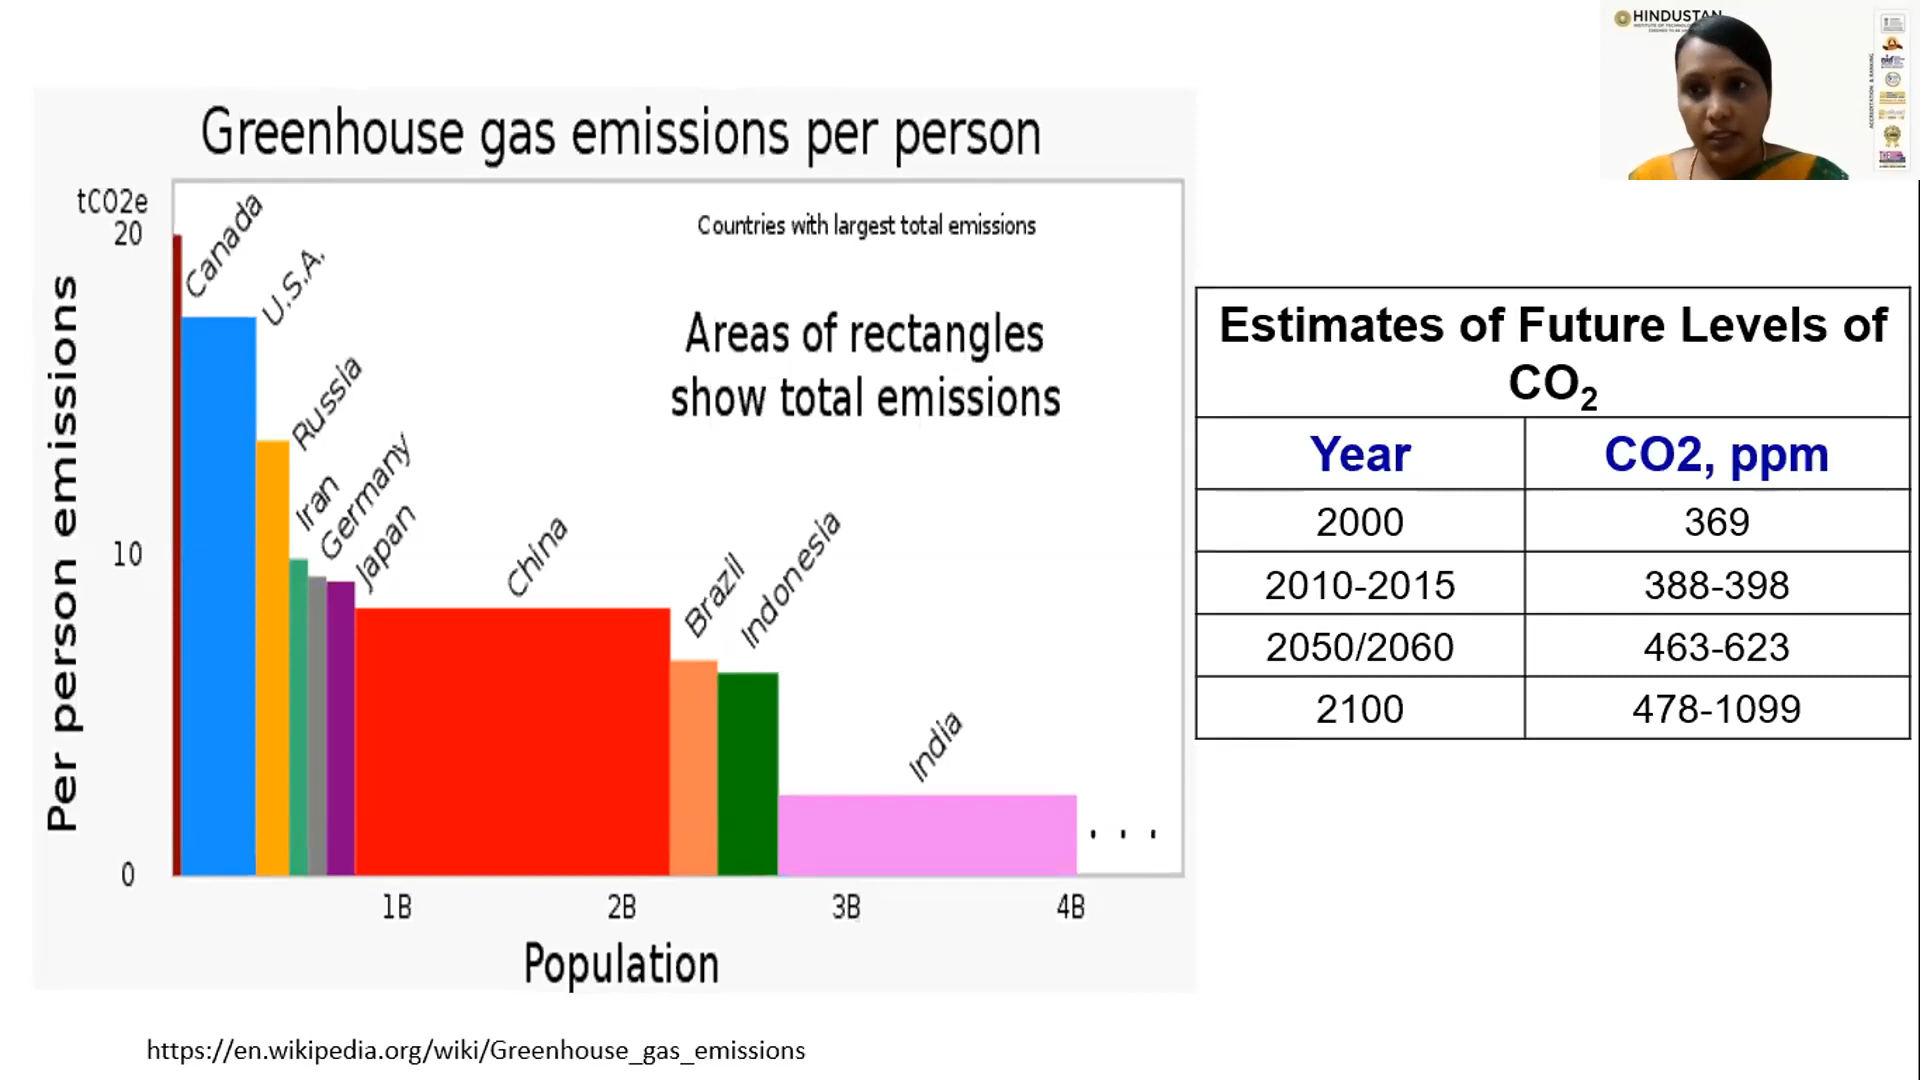 HINDUSTAN
ACCREDITATION & RANKING
Greenhouse gas emissions per person
tCO2e
20
10
0
Per person emissions
Countries with largest total emissions
Areas of rectangles
show total emissions
Canada
U.S.A.
Russia
Iran
Germany
Japan
China
Brazil
Indonesia
India
. . .
1B 2B 3B 4B
Population
Estimates of Future Levels of
CO2
Year CO2, ppm
2000 369
2010-2015 388-398
2050/2060 463-623
2100 478-1099
https://en.wikipedia.org/wiki/Greenhouse_gas_emissions